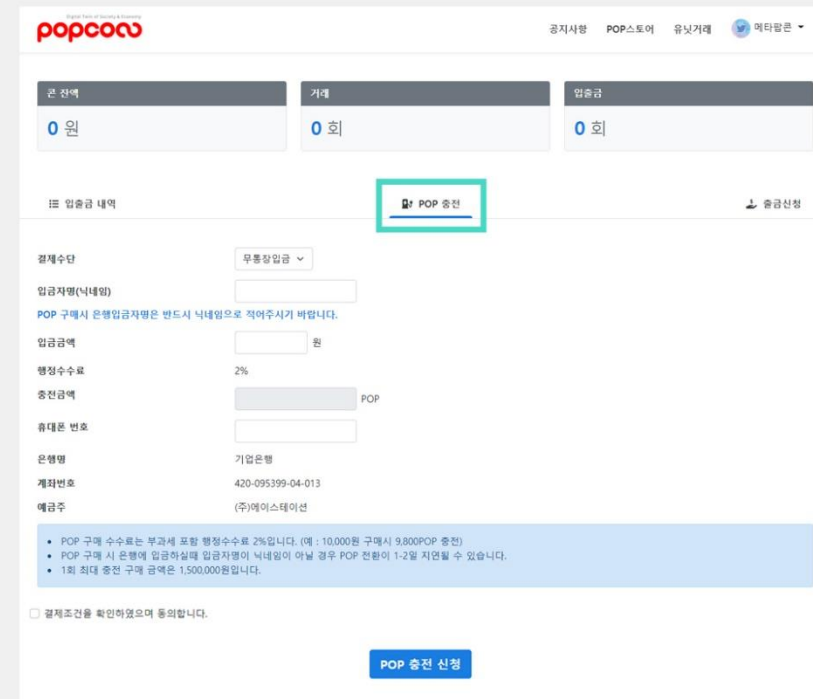 Digital Twin of Society & Economy
popcoω
공지사항 POP스토어 유닛거래 메타팝콘
콘 잔액 거래 입출금
0 원 0 회 0 회
입출금 내역 POP 충전 출금신청
결제수단 무통장입금
입금자명(닉네임)
POP 구매시 은행입금자명은 반드시 닉네임으로 적어주시기 바랍니다.
입금금액 원
행정수수료 2%
충전금액 POP
휴대폰 번호
은행명 기업은행
계좌번호 420-095399-04-013
예금주 (주)에이스테이션
• POP 구매 수수료는 부과세 포함 행정수수료 2%입니다. (예 : 10,000원 구매시 9,800POP 충전)
• POP 구매 시 은행에 입금하실때 입금자명이 닉네임이 아닐 경우 POP 전환이 1-2일 지연될 수 있습니다.
• 1회 최대 충전 구매 금액은 1,500,000원입니다.
결제조건을 확인하였으며 동의합니다.
POP 충전 신청